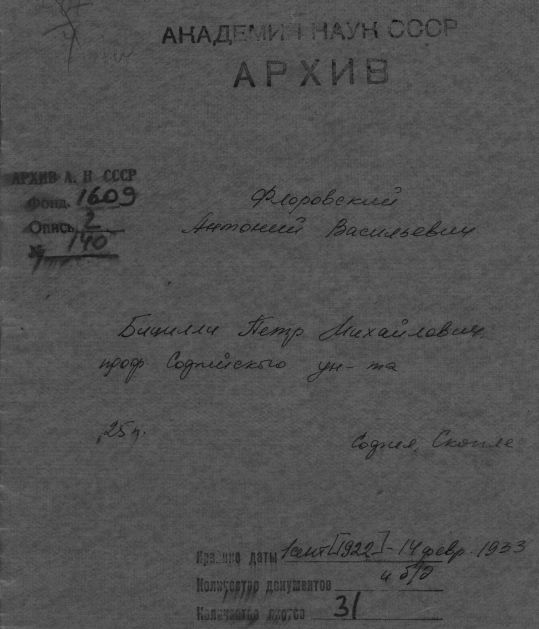 АКАДЕМИЯ НАУК СССР
АРХИВ
АРХИВ А. Н. СССР
Фонд. 1609
Опись 2
№ 140
Флоровский
Антоний Васильевич
Бицилли Петр Михайлович
проф Софийского ун-та
25 п.
София, Скопле
даты 1 сент [1922] - 14 февр. 1933
и б/д
Количество документов
Количество листов 31